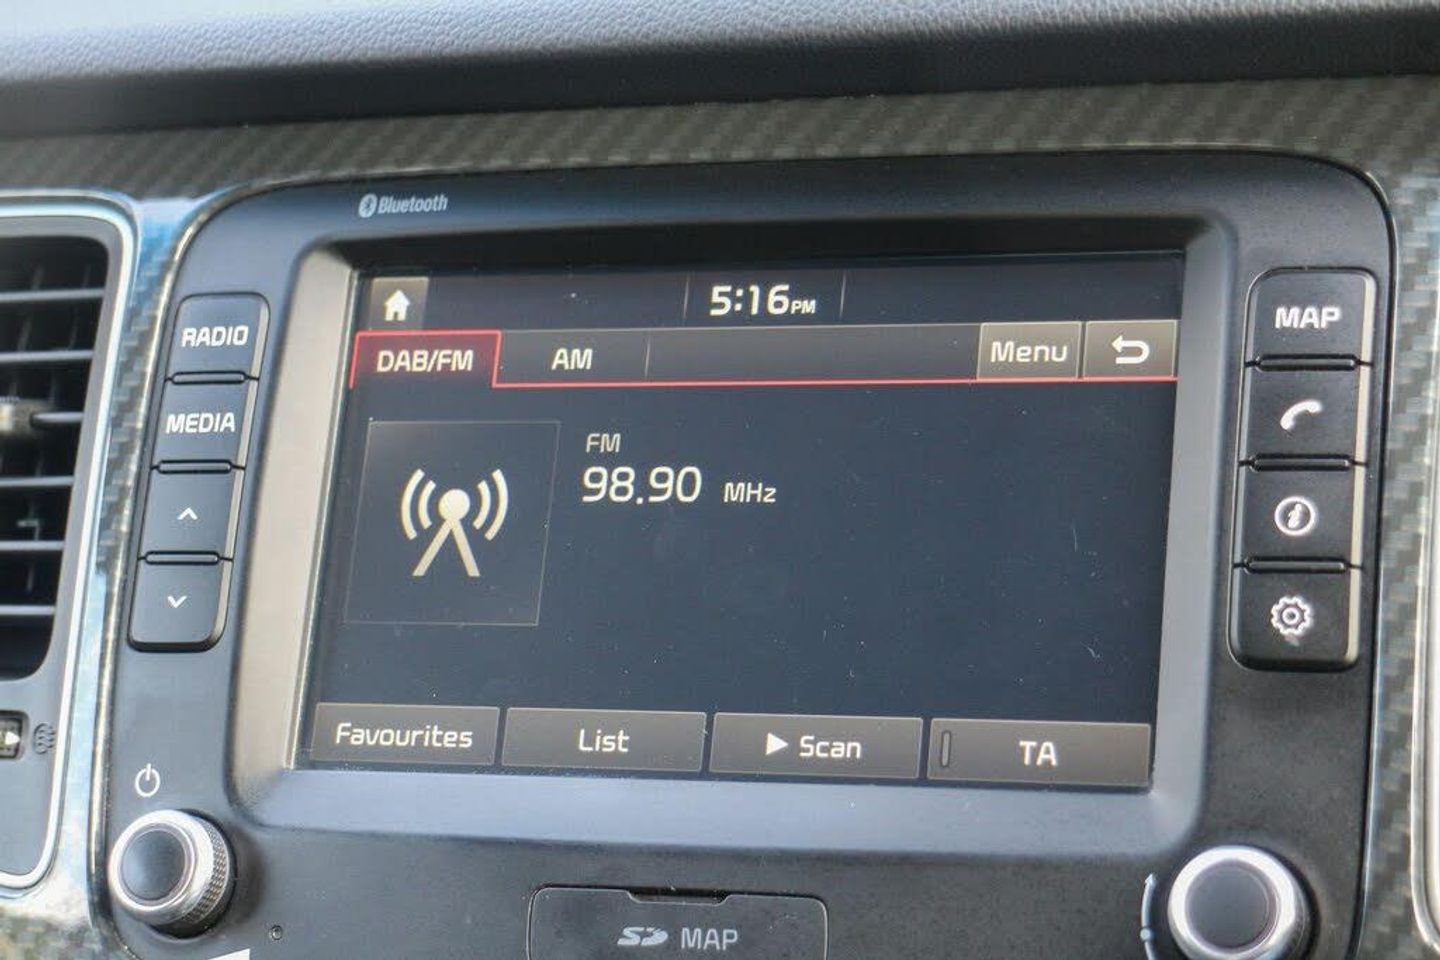 Bluetooth
5:16PM
RADIO
MEDIA
DAB/FM
AM
Menu
FM
98.90 MHz
Favourites
List
Scan
TA
MAP
SD MAP